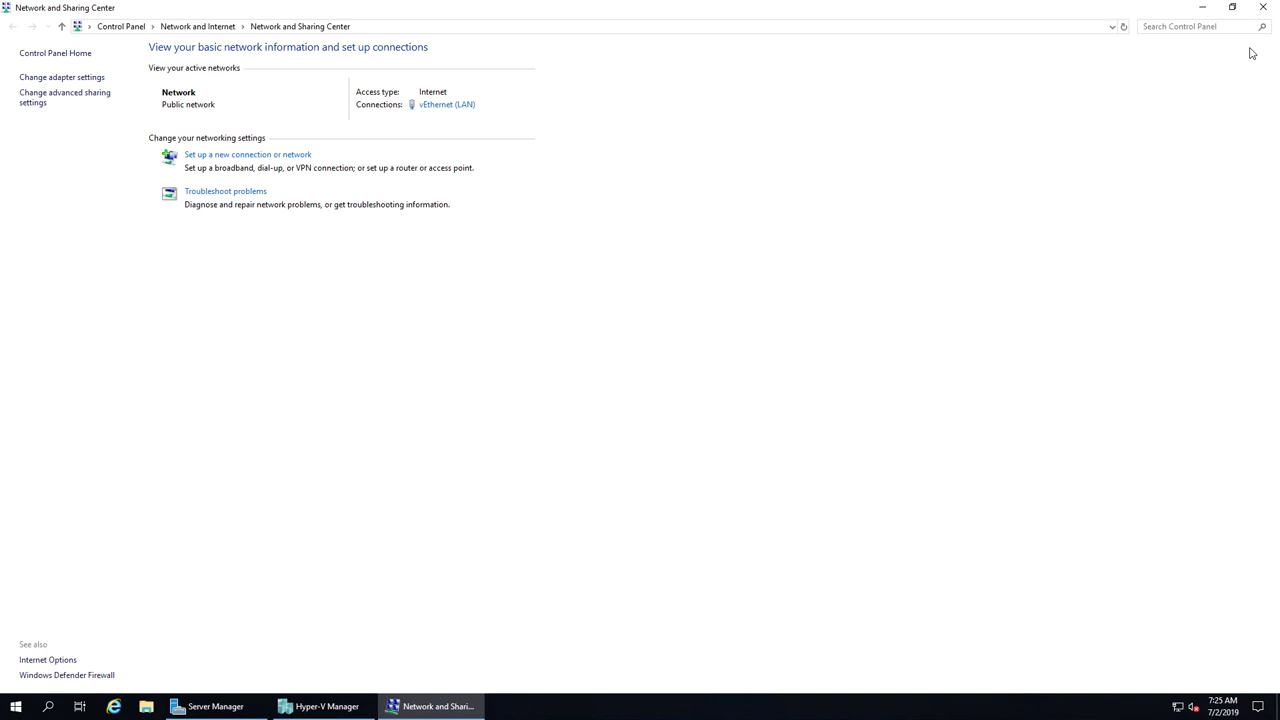 Network and Sharing Center
Control Panel > Network and Internet > Network and Sharing Center
Search Control Panel
Control Panel Home
Change adapter settings
Change advanced sharing
settings
View your basic network information and set up connections
View your active networks
Network
Public network
Access type: Internet
Connections: vEthernet (LAN)
Change your networking settings
Set up a new connection or network
Set up a broadband, dial-up, or VPN connection; or set up a router or access point.
Troubleshoot problems
Diagnose and repair network problems, or get troubleshooting information.
See also
Internet Options
Windows Defender Firewall
Server Manager
Hyper-V Manager
Network and Shari...
7:25 AM
7/2/2019